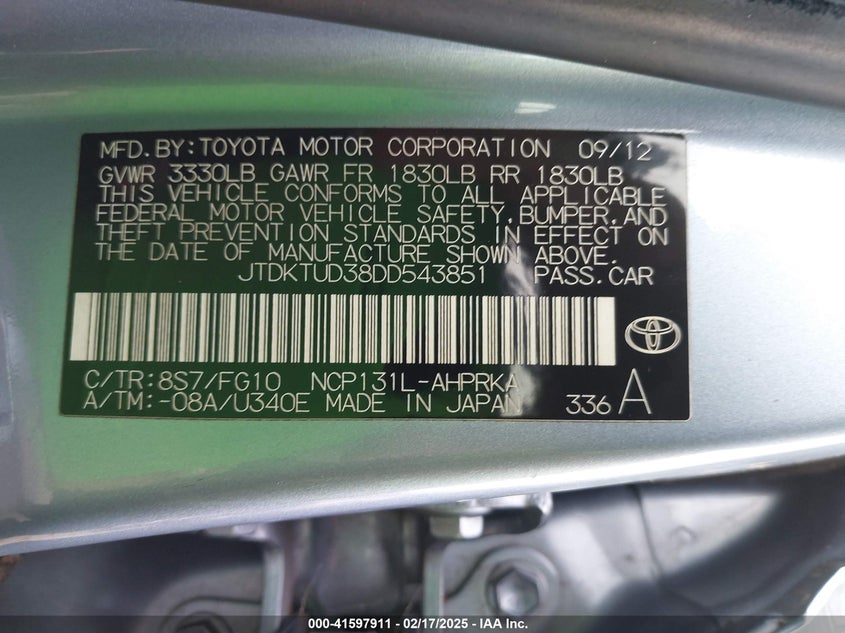 MFD.BY:TOYOTA MOTOR CORPORATION 09/12
GVWR 3330LB GAWR FR 1830LB RR 1830LB
THIS VEHICLE CONFORMS TO ALL APPLICABLE
FEDERAL MOTOR VEHICLE SAFETY,BUMPER,AND
THEFT PREVENTION STANDARDS IN EFFECT ON
THE DATE OF MANUFACTURE SHOWN ABOVE.
JTDKTUD38DD543851 PASS.CAR
C/TR:8S7/FG10 NCP131L-AHPRKA
A/TM:-08A/U340E MADE IN JAPAN 336 A
000-41597911 - 02/17/2025 - IAA Inc.